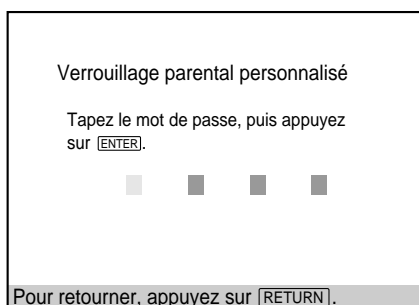 Verrouillage parental personnalisé
Tapez le mot de passe, puis appuyez
sur ENTER.
Pour retourner, appuyez sur RETURN.